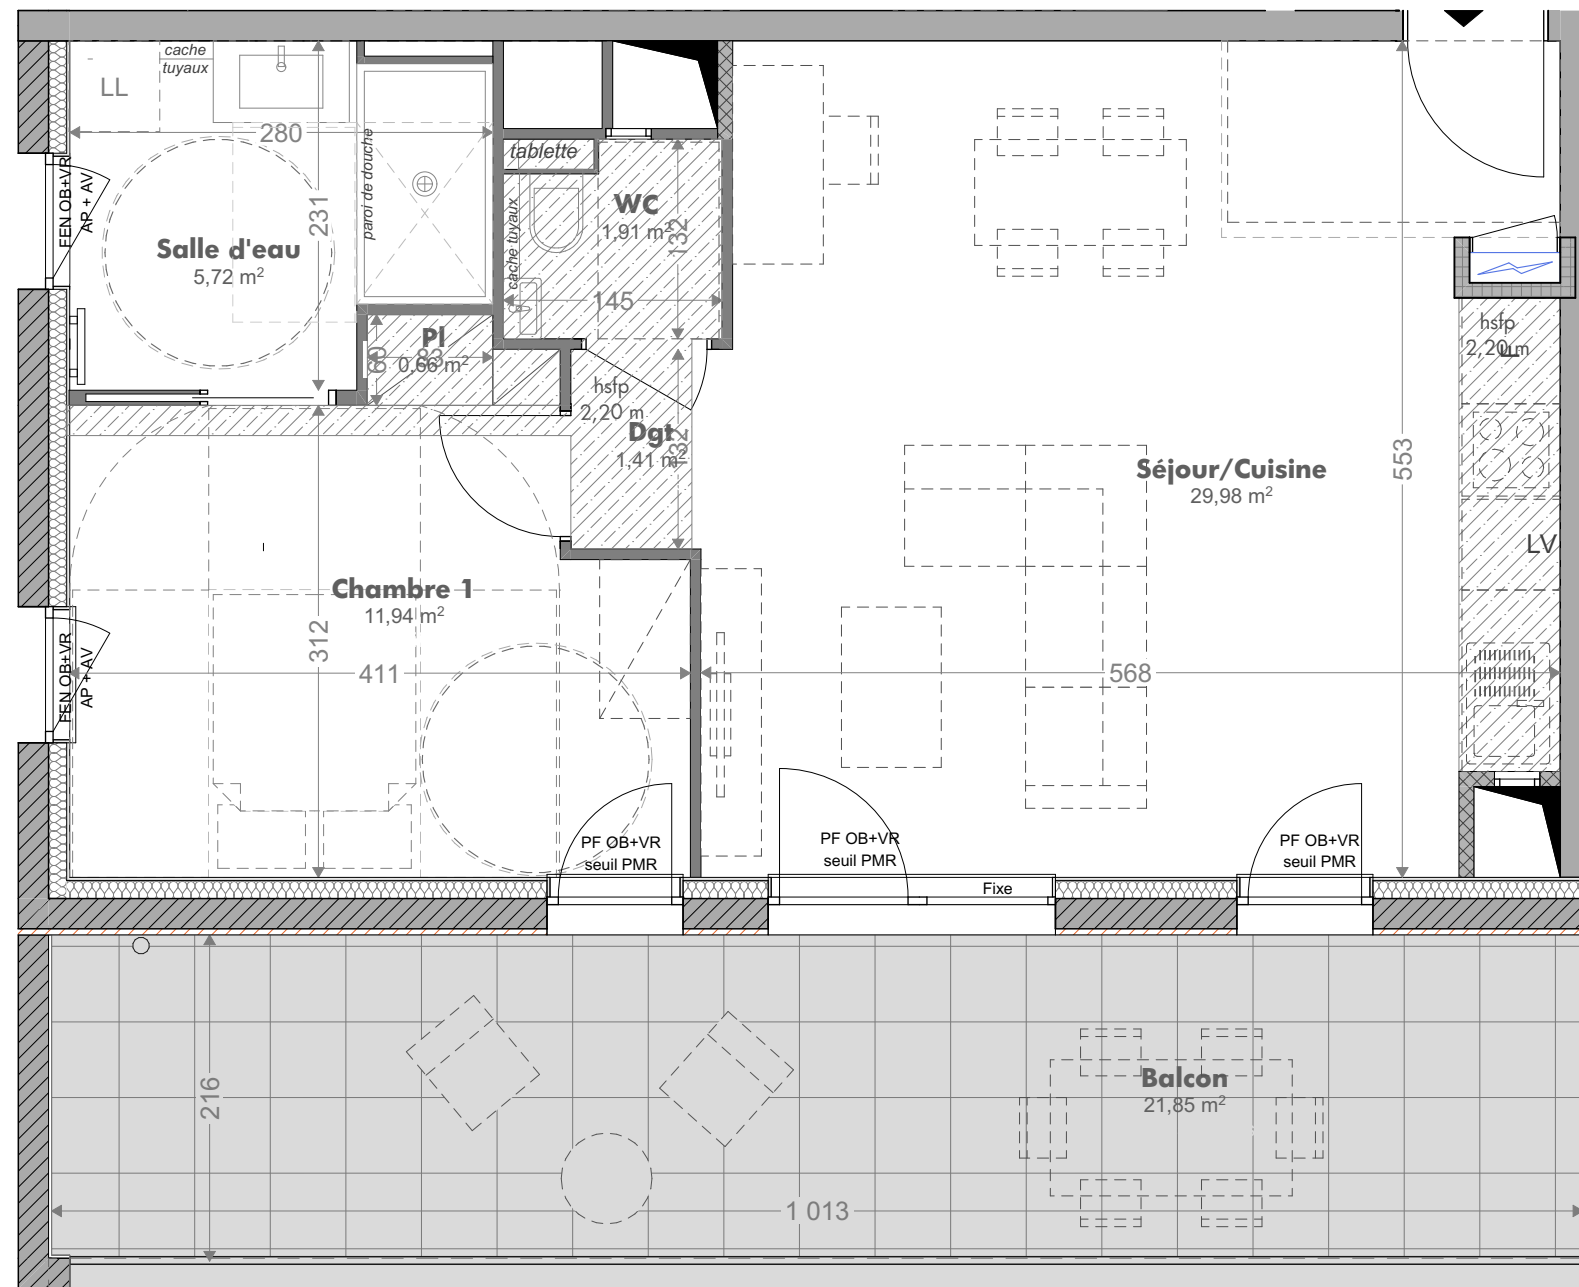 cache
tuyaux
LL
280
231
paroi de douche
Salle d'eau
5,72 m²
FEN OB+VR
AP + AV
tablette
cache tuyaux
WC
1,91 m²
132
145
Pl
0,66 m²
83
60
hsfp
2,20 m
Dgt
1,41 m²
132
Séjour/Cuisine
29,98 m²
553
hsfp
2,20 m
F
LV
Chambre 1
11,94 m²
312
411
568
FEN OB+VR
AP + AV
PF OB+VR
seuil PMR
PF OB+VR
seuil PMR
Fixe
PF OB+VR
seuil PMR
Balcon
21,85 m²
216
1 013